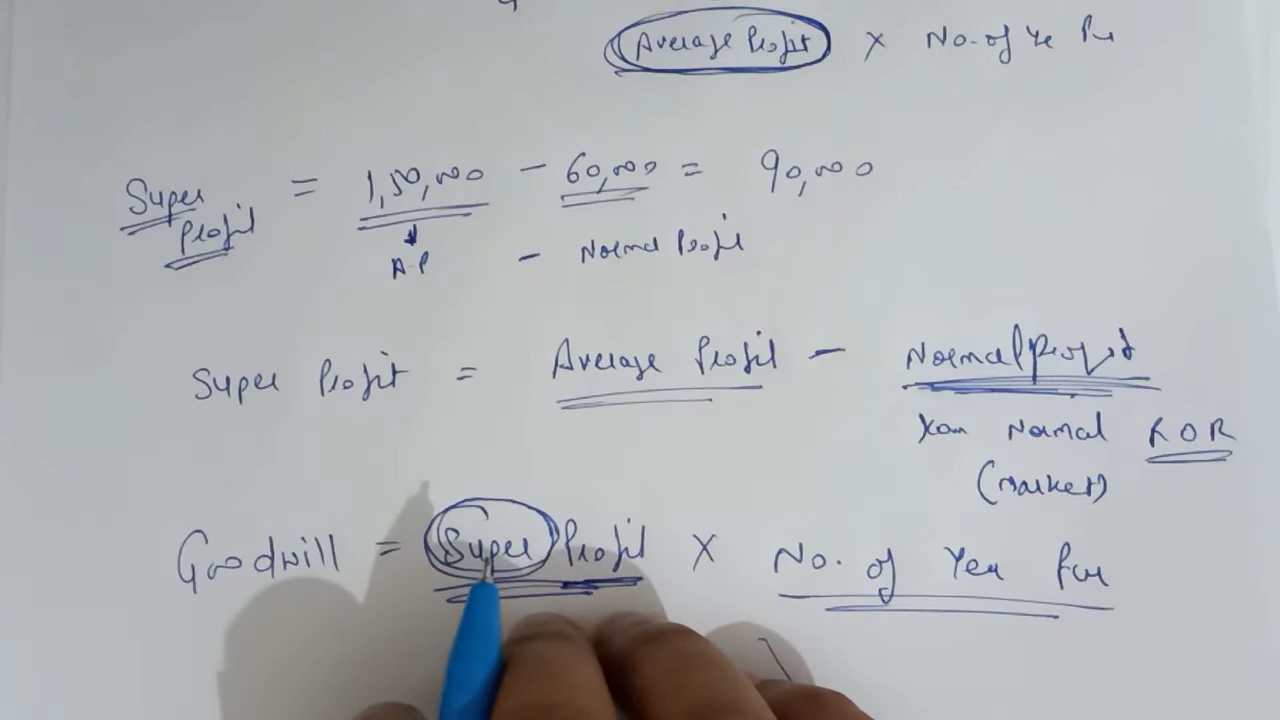 Average Profit × No. of Ye Pu
Super Profit = 1,50,000 - 60,000 = 90,000
A.P - Normal Profit
Super Profit = Average Profit - Normal profit
Normal ROR
(market)
Goodwill = Super Profit × No. of Year Pur